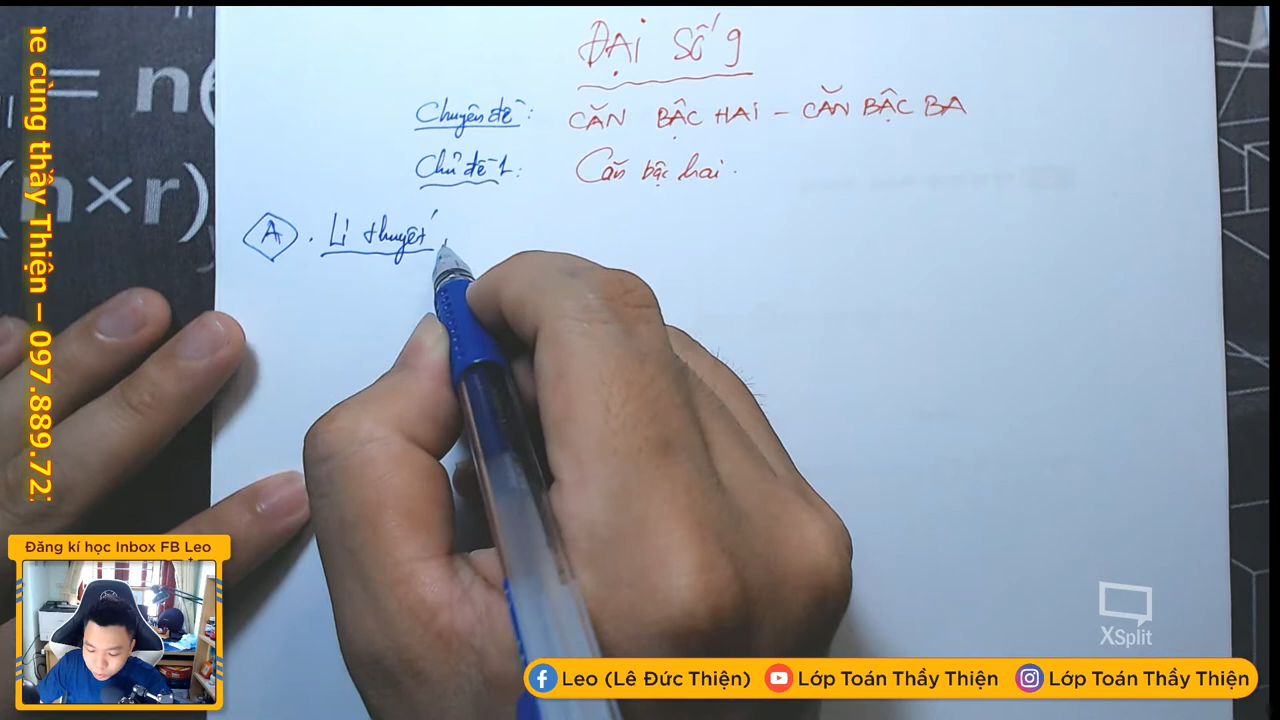 ĐẠI SỐ 9
Chuyên đề: CĂN BẬC HAI – CĂN BẬC BA
Chủ đề 1: Căn bậc hai.
A. Lí thuyết
cùng thầy Thiện – 097.889.72
= n
(n×r)
Đăng kí học Inbox FB Leo
XSplit
Leo (Lê Đức Thiện) Lớp Toán Thầy Thiện Lớp Toán Thầy Thiện